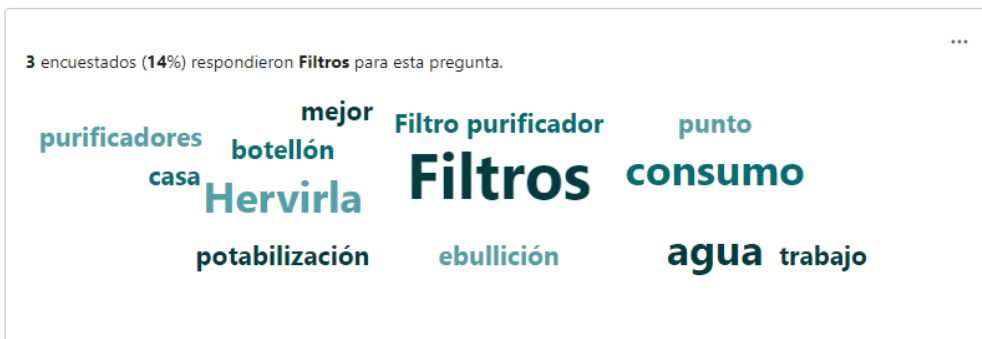 ...
3 encuestados (14%) respondieron Filtros para esta pregunta.
mejor
Filtro purificador
punto
purificadores
botellón
casa
Hervirla
Filtros
consumo
potabilización
ebullición
agua
trabajo